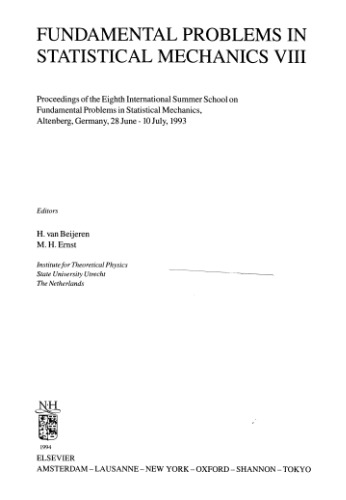 FUNDAMENTAL PROBLEMS IN
STATISTICAL MECHANICS VIII
Proceedings of the Eighth International Summer School on
Fundamental Problems in Statistical Mechanics,
Altenberg, Germany, 28 June - 10 July, 1993
Editors
H. van Beijeren
M. H. Ernst
Institute for Theoretical Physics
State University Utrecht
The Netherlands
N·H
1994
ELSEVIER
AMSTERDAM – LAUSANNE – NEW YORK – OXFORD – SHANNON – TOKYO